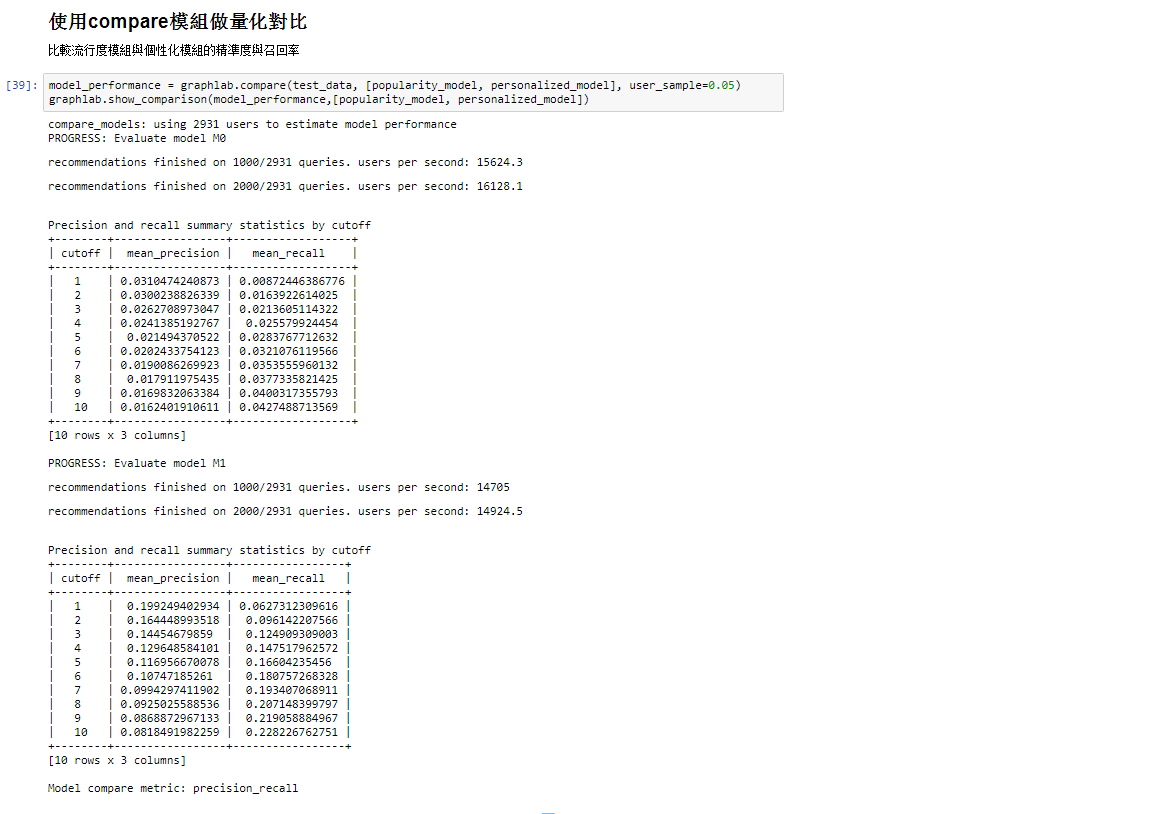 使用compare模組做量化對比
比較流行度模組與個性化模組的精準度與召回率
[39]: model_performance = graphlab.compare(test_data, [popularity_model, personalized_model], user_sample=0.05)
graphlab.show_comparison(model_performance,[popularity_model, personalized_model])
compare_models: using 2931 users to estimate model performance
PROGRESS: Evaluate model M0
recommendations finished on 1000/2931 queries. users per second: 15624.3
recommendations finished on 2000/2931 queries. users per second: 16128.1
Precision and recall summary statistics by cutoff
+--------+-----------------+------------------+
| cutoff |  mean_precision |   mean_recall    |
+--------+-----------------+------------------+
|   1    | 0.0310474240873 | 0.00872446386776 |
|   2    | 0.0300238826339 | 0.0163922614025  |
|   3    | 0.0262708973047 | 0.0213605114322  |
|   4    | 0.0241385192767 |  0.025579924454  |
|   5    |  0.021494370522 | 0.0283767712632  |
|   6    | 0.0202433754123 | 0.0321076119566  |
|   7    | 0.0190086269923 | 0.0353555960132  |
|   8    |  0.017911975435 | 0.0377335821425  |
|   9    | 0.0169832063384 | 0.0400317355793  |
|   10   | 0.0162401910611 | 0.0427488713569  |
+--------+-----------------+------------------+
[10 rows x 3 columns]
PROGRESS: Evaluate model M1
recommendations finished on 1000/2931 queries. users per second: 14705
recommendations finished on 2000/2931 queries. users per second: 14924.5
Precision and recall summary statistics by cutoff
+--------+-----------------+-----------------+
| cutoff |  mean_precision |   mean_recall   |
+--------+-----------------+-----------------+
|   1    |  0.199249402934 | 0.0627312309616 |
|   2    |  0.164448993518 |  0.096142207566 |
|   3    |  0.14454679859  |  0.124909309003 |
|   4    |  0.129648584101 |  0.147517962572 |
|   5    |  0.116956670078 |  0.16604235456  |
|   6    |  0.10747185261  |  0.180757268328 |
|   7    | 0.0994297411902 |  0.193407068911 |
|   8    | 0.0925025588536 |  0.207148399797 |
|   9    | 0.0868872967133 |  0.219058884967 |
|   10   | 0.0818491982259 |  0.228226762751 |
+--------+-----------------+-----------------+
[10 rows x 3 columns]
Model compare metric: precision_recall